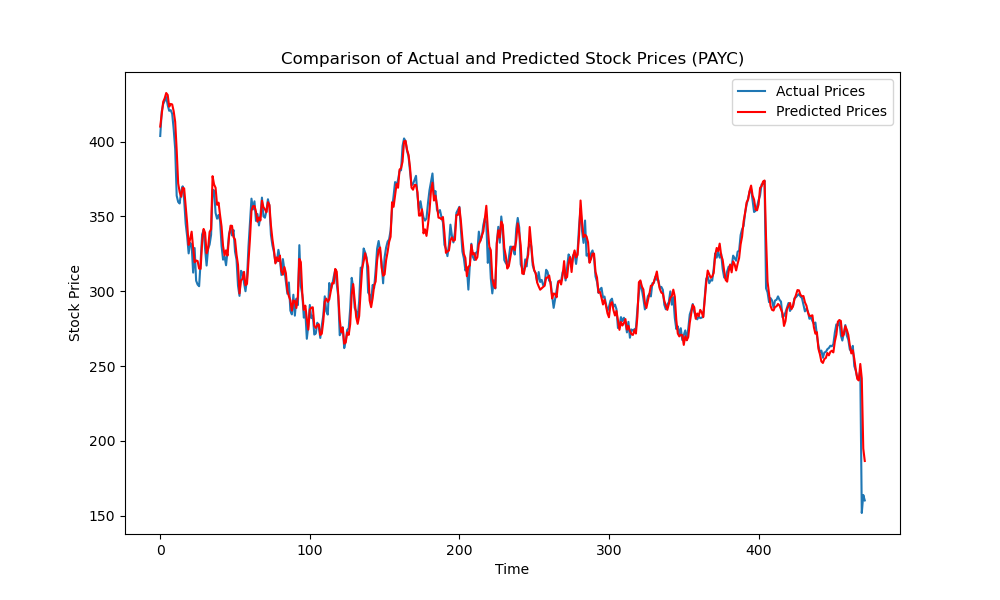 Comparison of Actual and Predicted Stock Prices (PAYC)
Actual Prices
Predicted Prices
Stock Price
400
350
300
250
200
150
0
100
200
300
400
Time